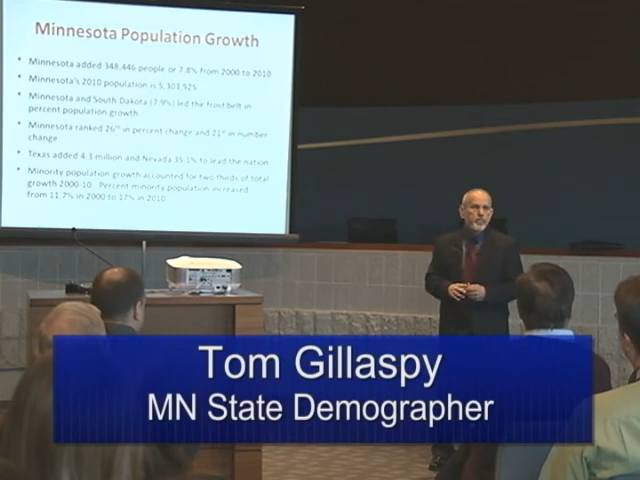 Minnesota Population Growth
• Minnesota added 348,446 people or 7.8% from 2000 to 2010
• Minnesota's 2010 population is 5,303,925
• Minnesota and South Dakota (7.9%) led the frost belt in
percent population growth
• Minnesota ranked 26th in percent change and 21st in number
change
• Texas added 4.3 million and Nevada 35.1% to lead the nation
• Minority population growth accounted for two thirds of total
growth 2000-10. Percent minority population increased
from 11.7% in 2000 to 17% in 2010
Tom Gillaspy
MN State Demographer